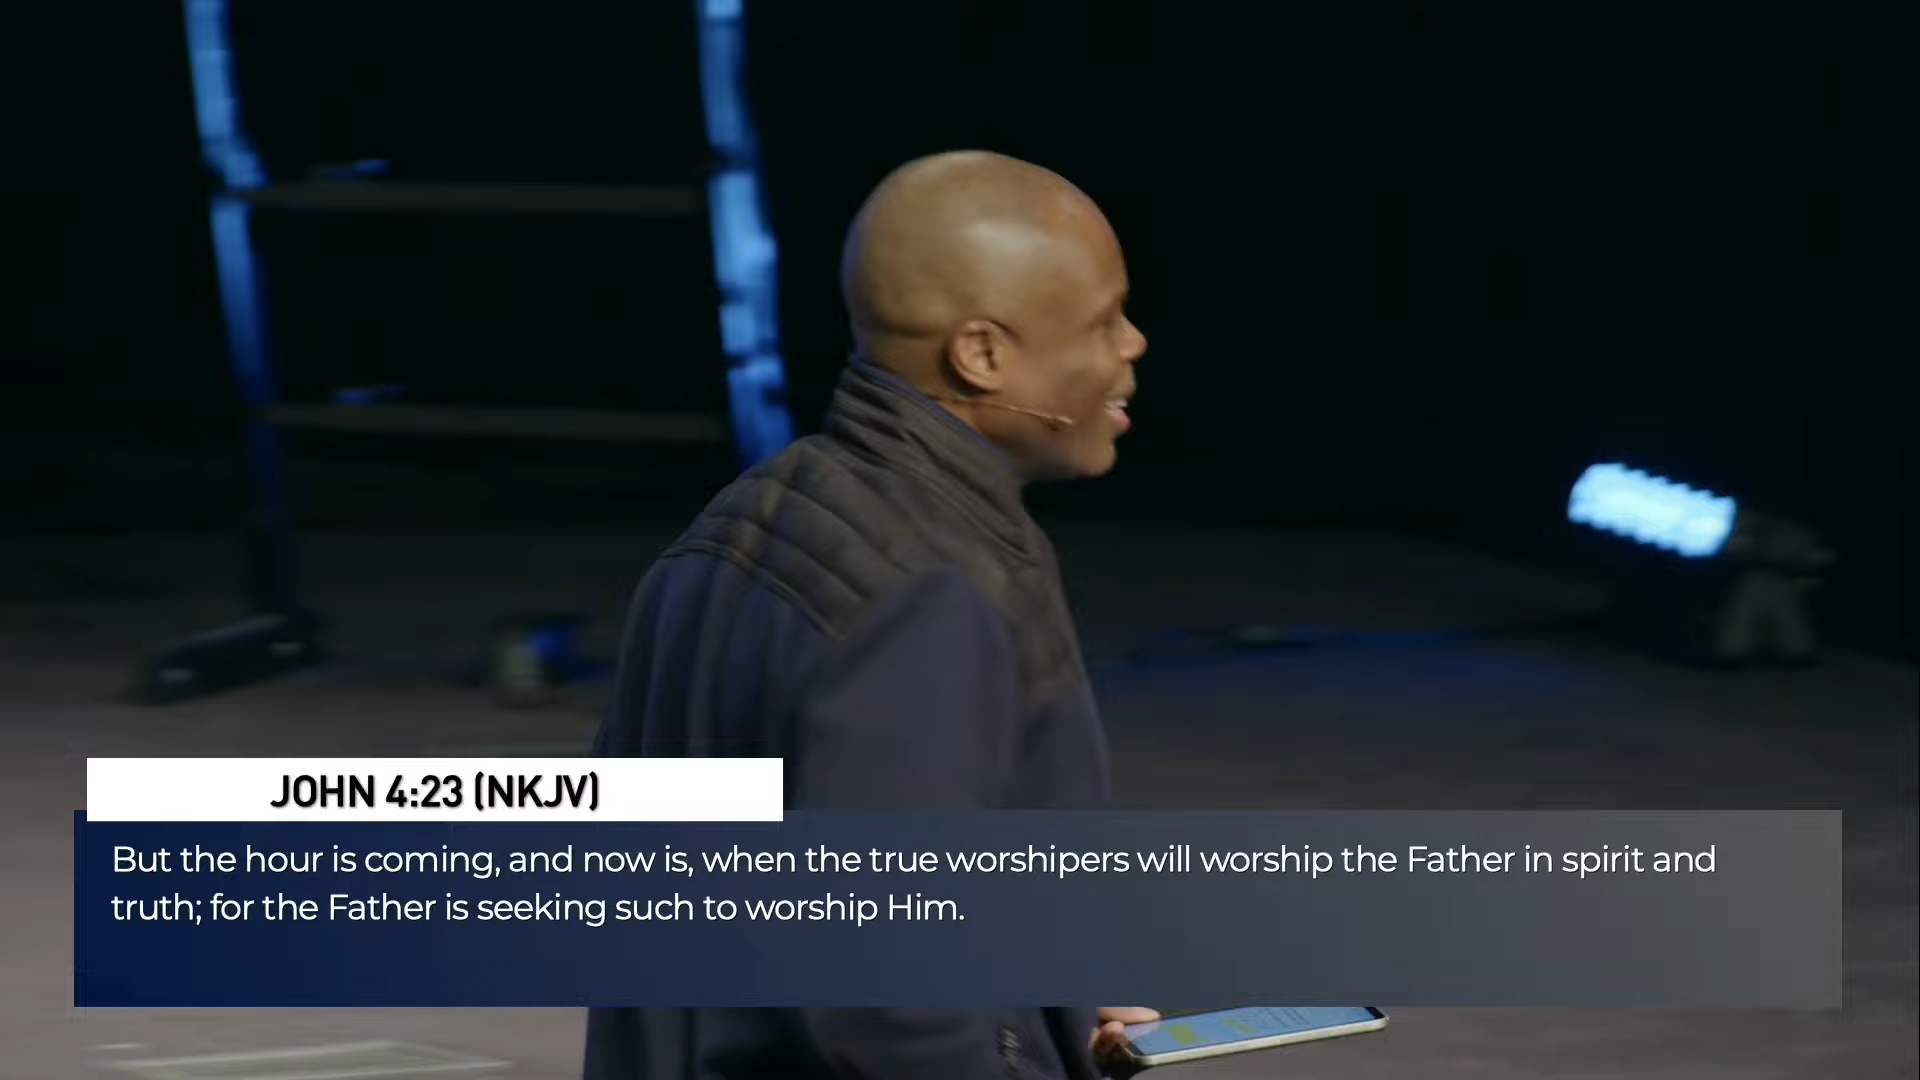 JOHN 4:23 (NKJV)
But the hour is coming, and now is, when the true worshipers will worship the Father in spirit and
truth; for the Father is seeking such to worship Him.